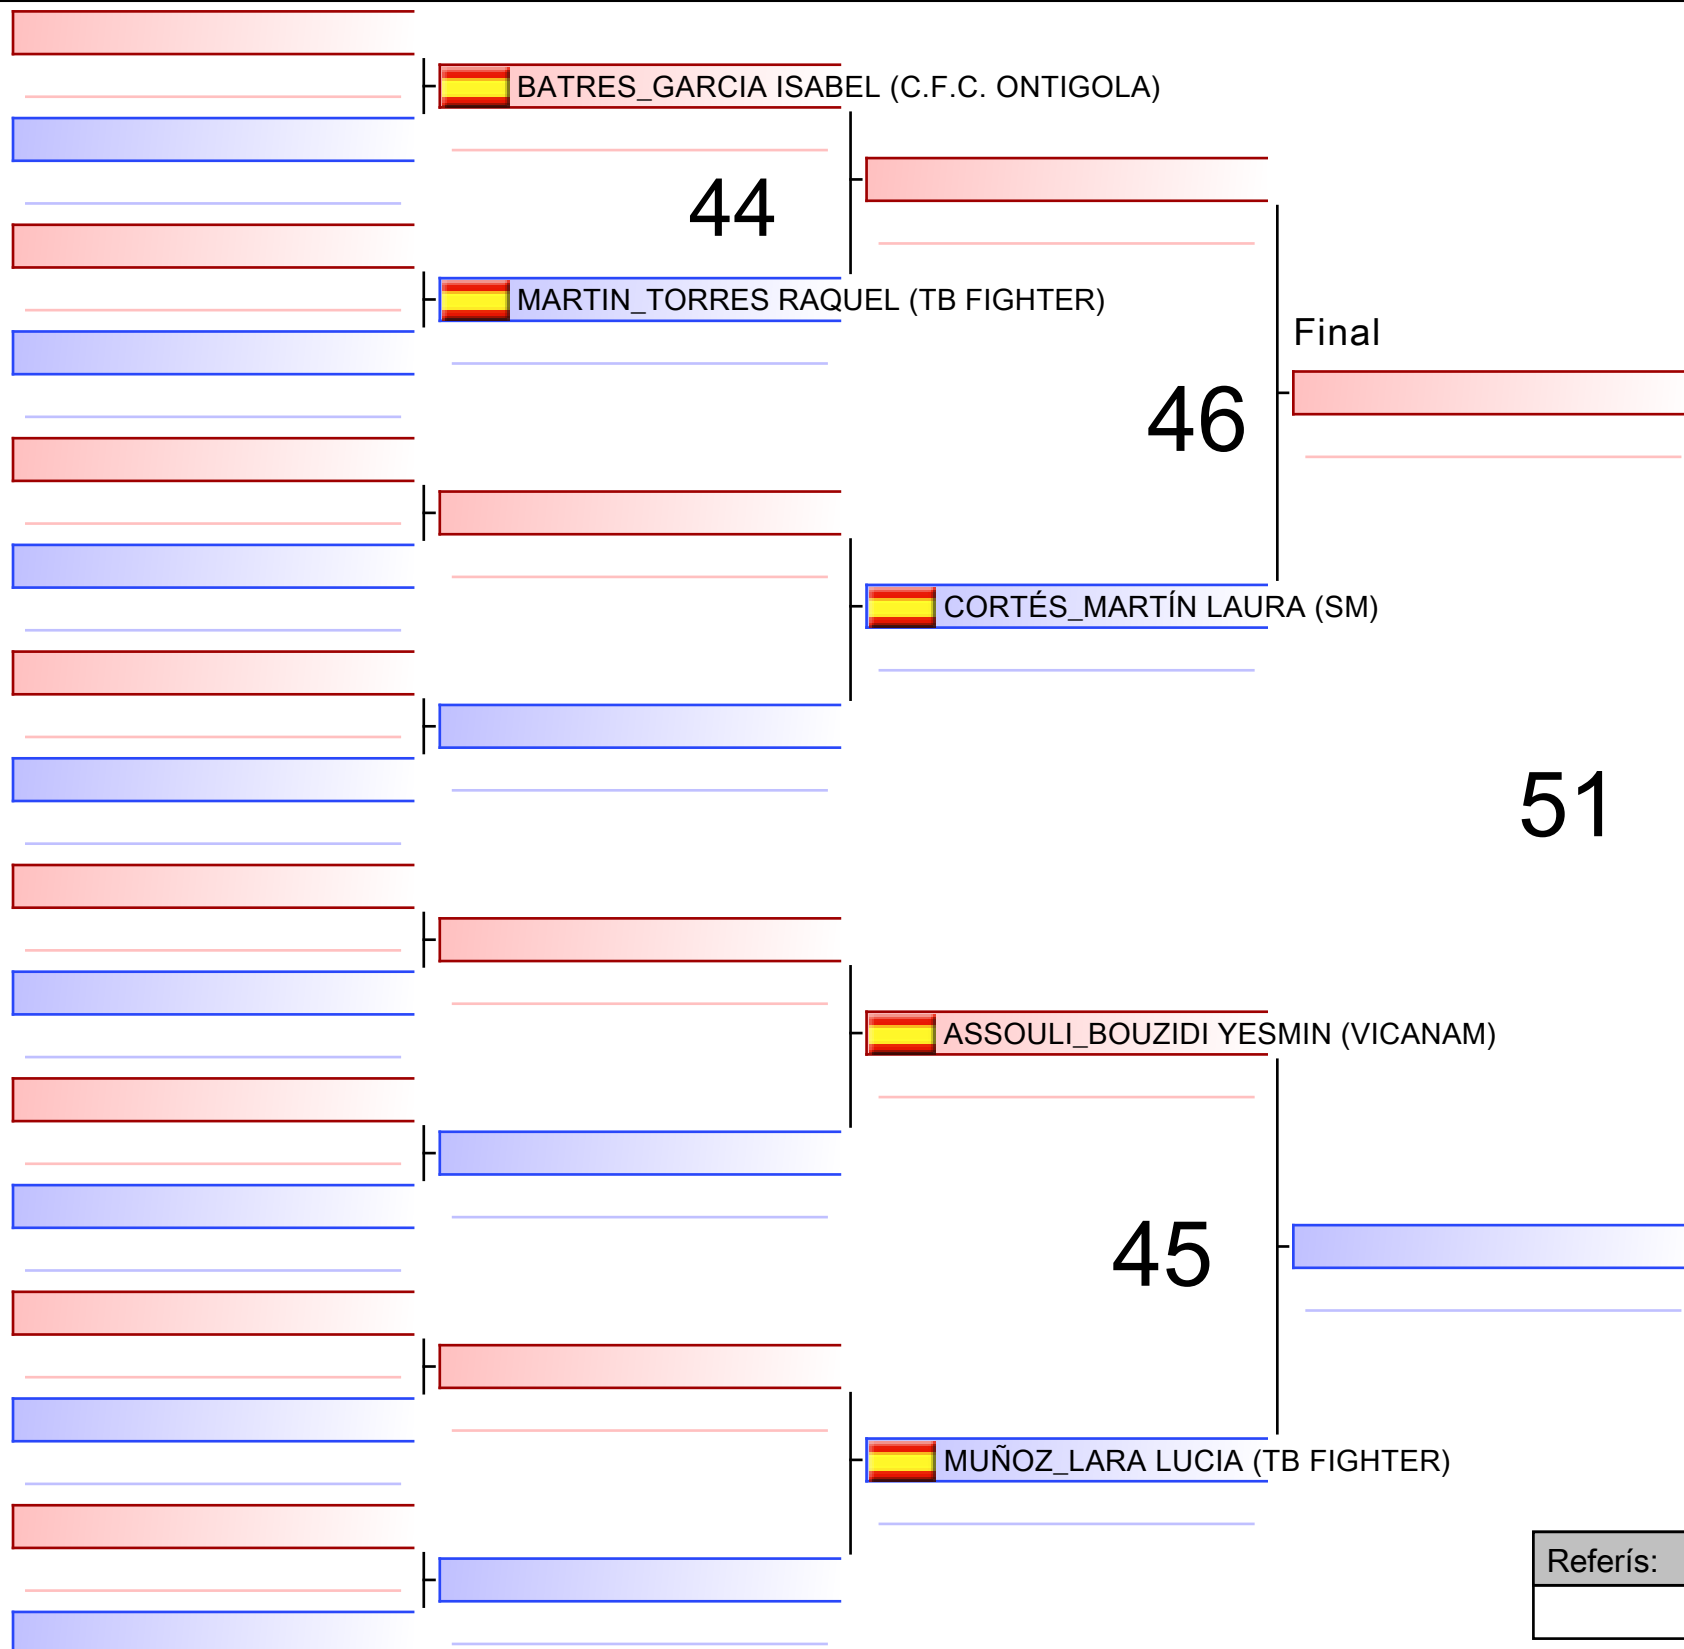 BATRES_GARCIA ISABEL (C.F.C. ONTIGOLA)
44
MARTIN_TORRES RAQUEL (TB FIGHTER)
Final
46
CORTÉS_MARTÍN LAURA (SM)
51
ASSOULI_BOUZIDI YESMIN (VICANAM)
45
MUÑOZ_LARA LUCIA (TB FIGHTER)
Referís: